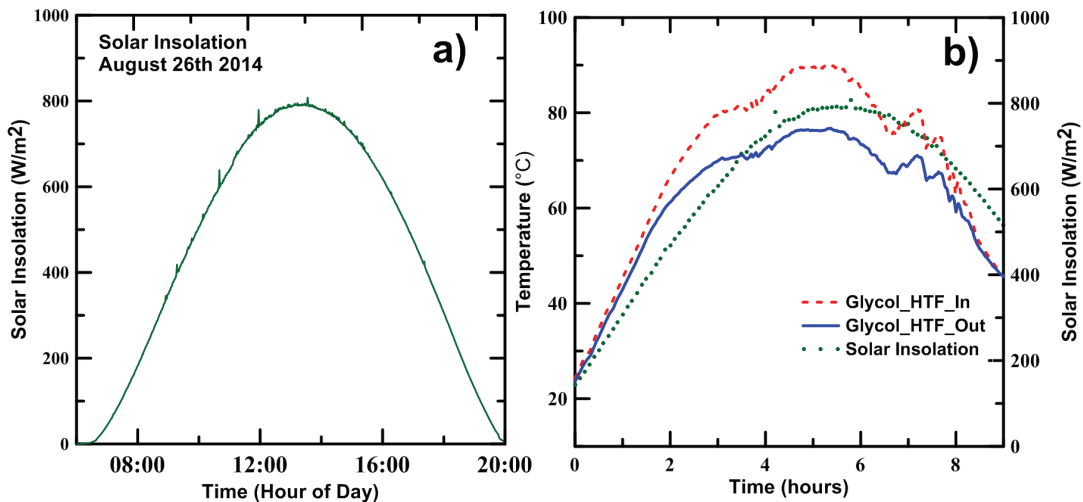 Solar Insolation
August 26th 2014
a)
1000
800
600
400
200
0
08:00
12:00
16:00
20:00
Time (Hour of Day)
Solar Insolation (W/m2)
b)
100
80
60
40
20
Temperature (°C)
0
2
4
6
8
Time (hours)
1000
800
600
400
200
0
Solar Insolation (W/m2)
Glycol_HTF_In
Glycol_HTF_Out
Solar Insolation